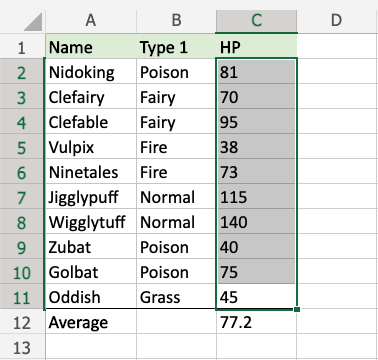 A B C D
1 Name Type 1 HP
2 Nidoking Poison 81
3 Clefairy Fairy 70
4 Clefable Fairy 95
5 Vulpix Fire 38
6 Ninetales Fire 73
7 Jigglypuff Normal 115
8 Wigglytuff Normal 140
9 Zubat Poison 40
10 Golbat Poison 75
11 Oddish Grass 45
12 Average 77.2
13